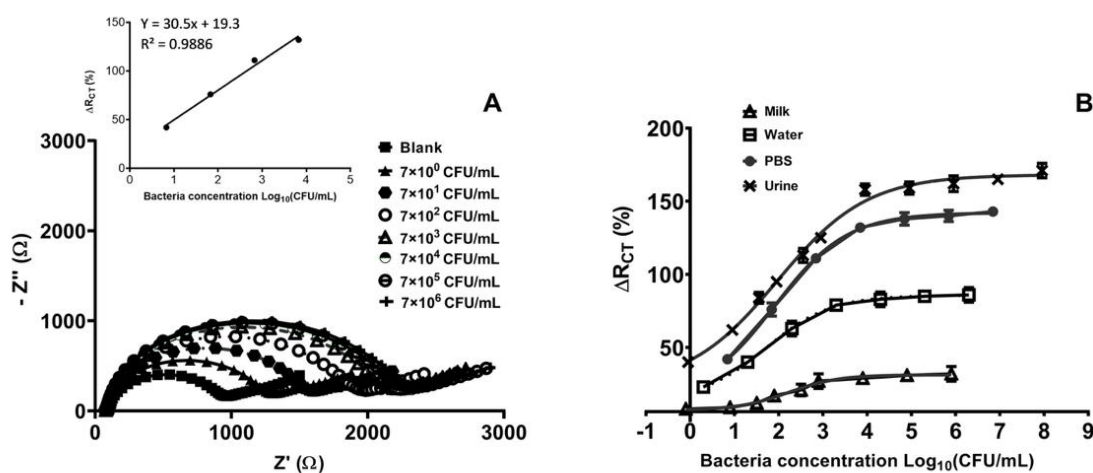 Y = 30.5x + 19.3
R² = 0.9886
150
100
50
0
ΔR_CT (%)
0 1 2 3 4 5
Bacteria concentration Log₁₀(CFU/mL)
A
3000
2000
1000
0
- Z'' (Ω)
0 1000 2000 3000
Z' (Ω)
Blank
7×10⁰ CFU/mL
7×10¹ CFU/mL
7×10² CFU/mL
7×10³ CFU/mL
7×10⁴ CFU/mL
7×10⁵ CFU/mL
7×10⁶ CFU/mL
B
Milk
Water
PBS
Urine
200
150
100
50
ΔR_CT (%)
-1 0 1 2 3 4 5 6 7 8 9
Bacteria concentration Log₁₀(CFU/mL)